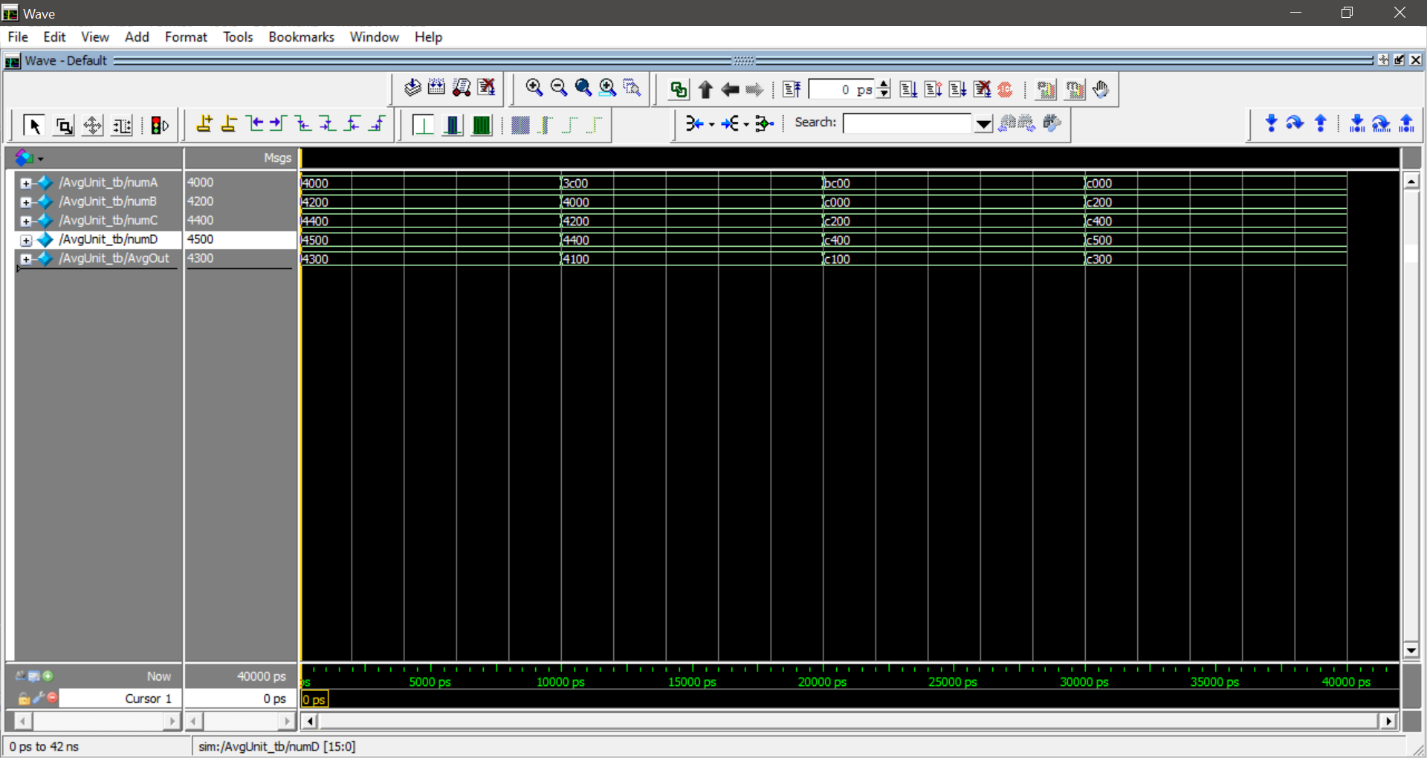 Wave
File Edit View Add Format Tools Bookmarks Window Help
Wave - Default
0 ps
Search:
Msgs
/AvgUnit_tb/numA 4000 4000 3c00 bc00 c000
/AvgUnit_tb/numB 4200 4200 4000 c000 c200
/AvgUnit_tb/numC 4400 4400 4200 c200 c400
/AvgUnit_tb/numD 4500 4500 4400 c400 c500
/AvgUnit_tb/AvgOut 4300 4300 4100 c100 c300
Now 40000 ps ps 5000 ps 10000 ps 15000 ps 20000 ps 25000 ps 30000 ps 35000 ps 40000 ps
Cursor 1 0 ps 0 ps
0 ps to 42 ns sim:/AvgUnit_tb/numD [15:0]